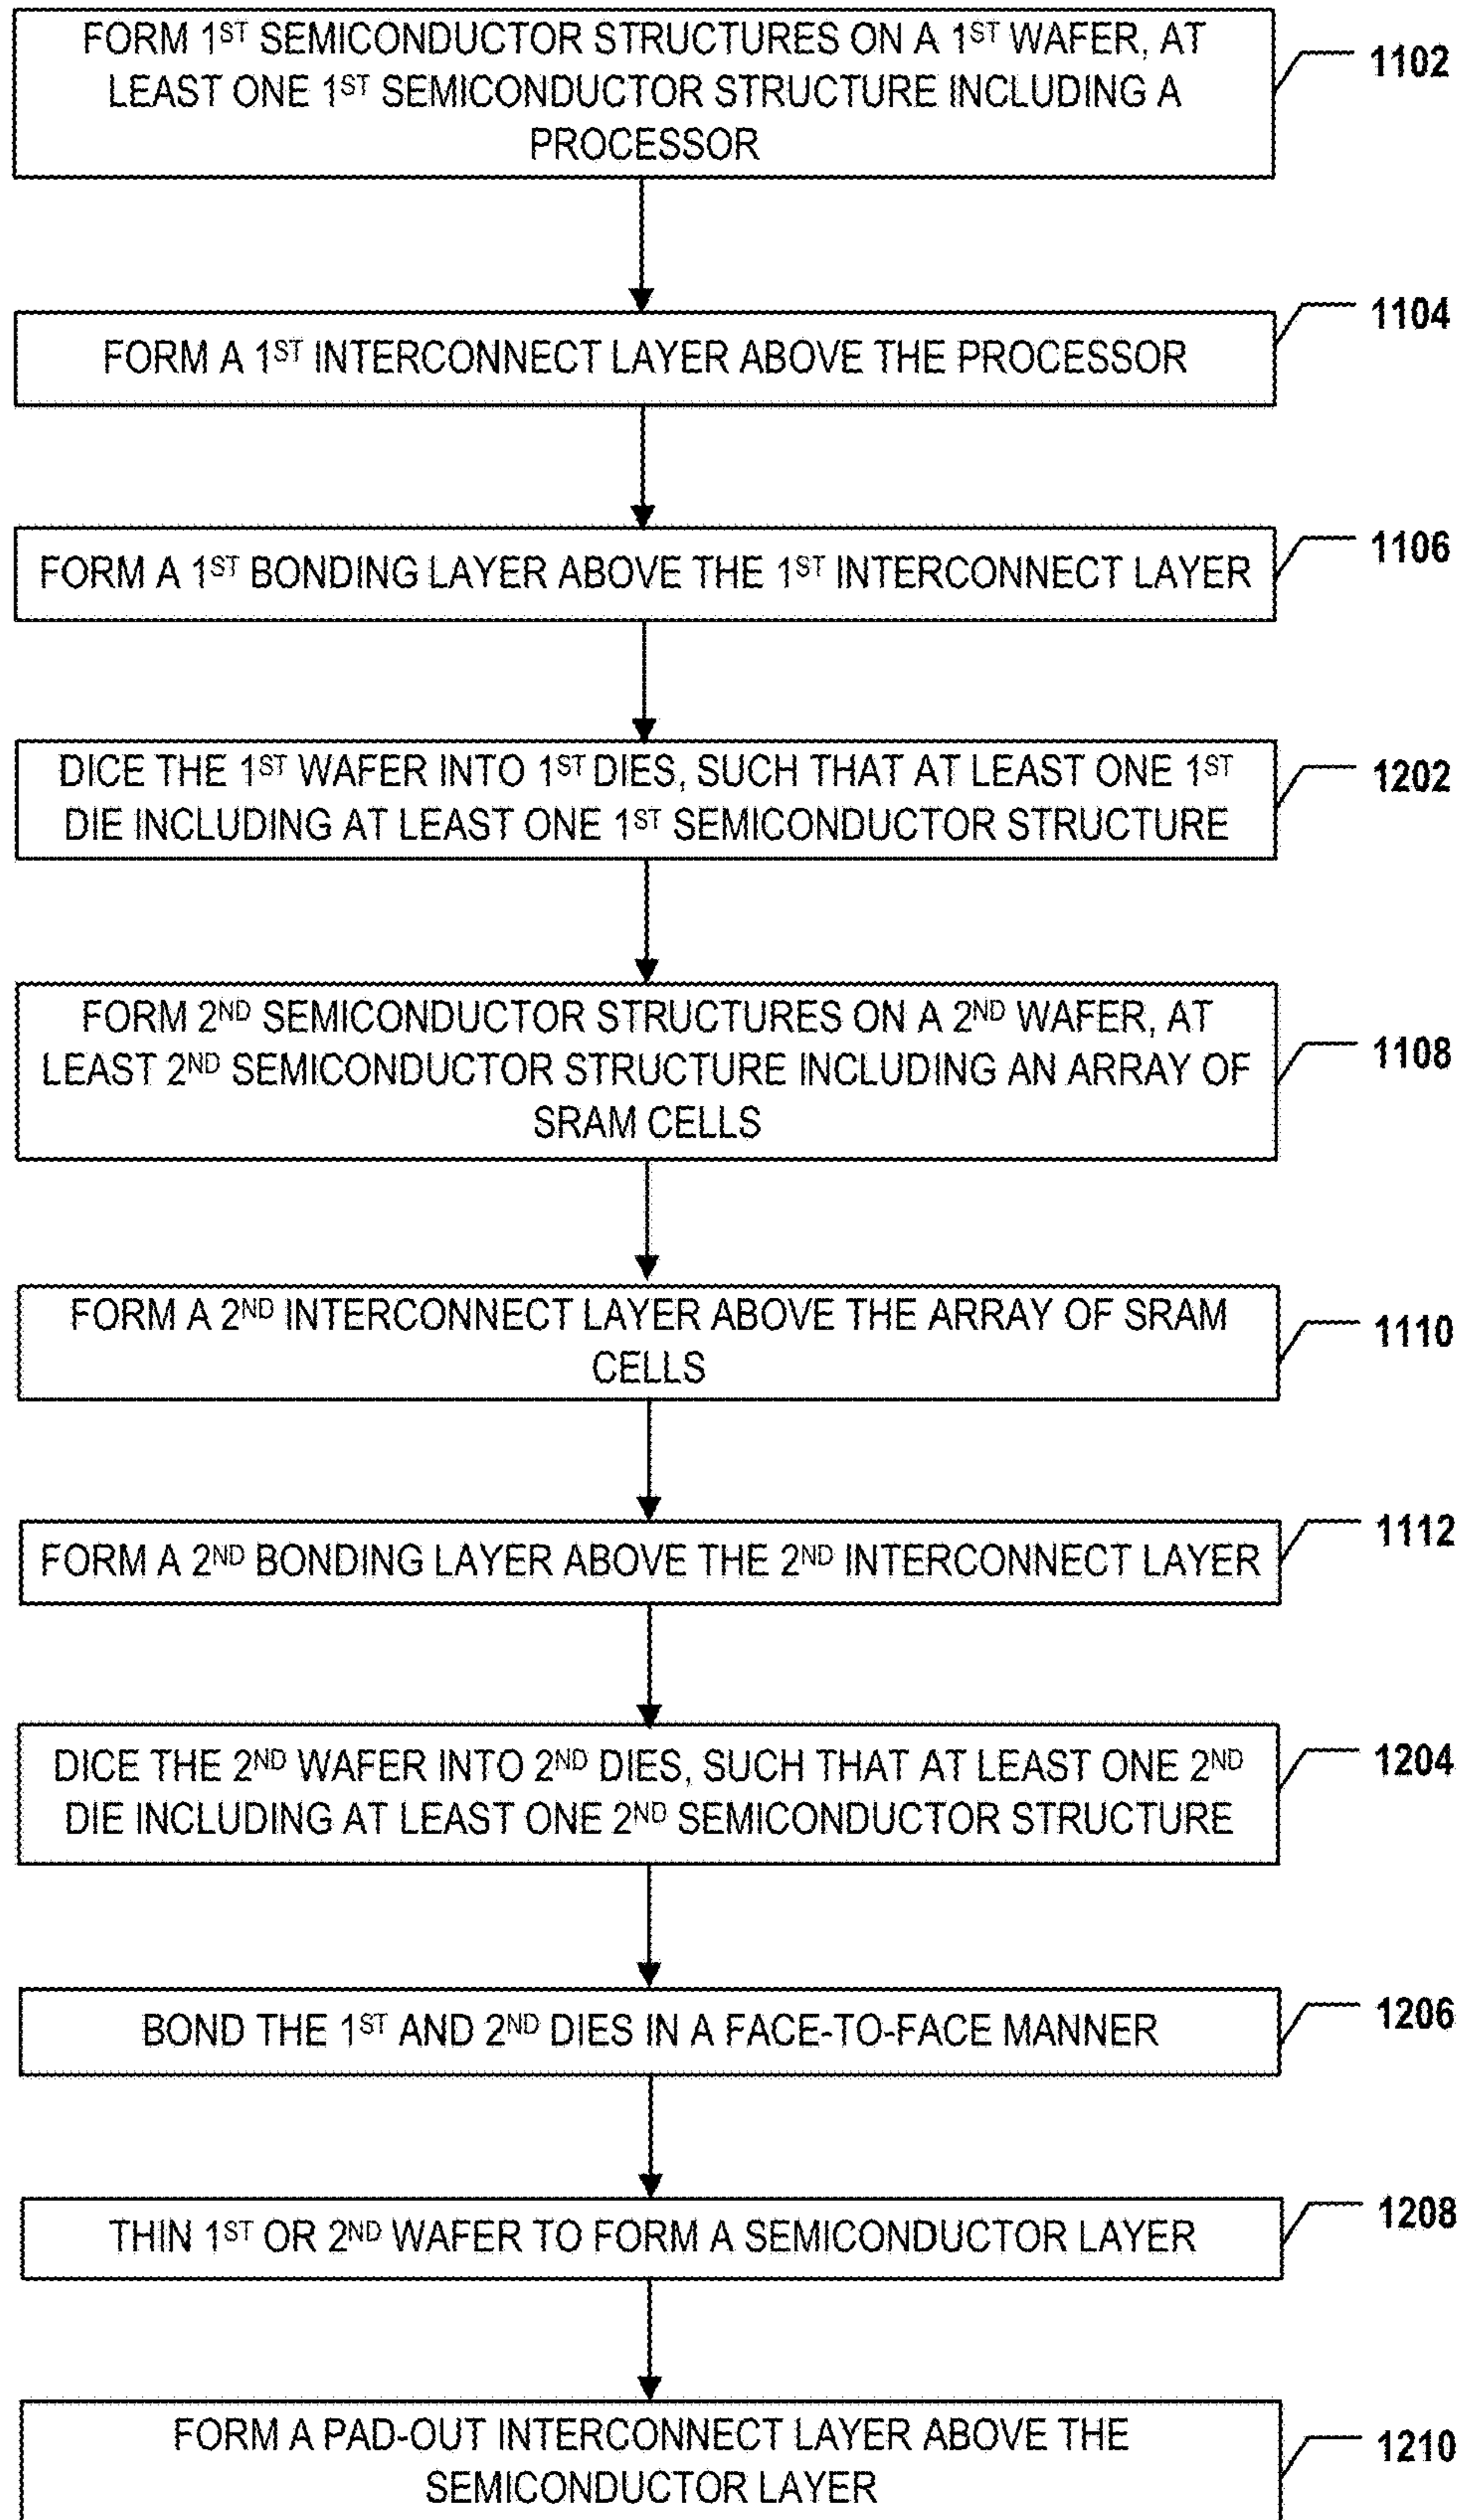 FORM 1ST SEMICONDUCTOR STRUCTURES ON A 1ST WAFER, AT
LEAST ONE 1ST SEMICONDUCTOR STRUCTURE INCLUDING A
PROCESSOR
1102
FORM A 1ST INTERCONNECT LAYER ABOVE THE PROCESSOR
1104
FORM A 1ST BONDING LAYER ABOVE THE 1ST INTERCONNECT LAYER
1106
DICE THE 1ST WAFER INTO 1ST DIES, SUCH THAT AT LEAST ONE 1ST
DIE INCLUDING AT LEAST ONE 1ST SEMICONDUCTOR STRUCTURE
1202
FORM 2ND SEMICONDUCTOR STRUCTURES ON A 2ND WAFER, AT
LEAST 2ND SEMICONDUCTOR STRUCTURE INCLUDING AN ARRAY OF
SRAM CELLS
1108
FORM A 2ND INTERCONNECT LAYER ABOVE THE ARRAY OF SRAM
CELLS
1110
FORM A 2ND BONDING LAYER ABOVE THE 2ND INTERCONNECT LAYER
1112
DICE THE 2ND WAFER INTO 2ND DIES, SUCH THAT AT LEAST ONE 2ND
DIE INCLUDING AT LEAST ONE 2ND SEMICONDUCTOR STRUCTURE
1204
BOND THE 1ST AND 2ND DIES IN A FACE-TO-FACE MANNER
1206
THIN 1ST OR 2ND WAFER TO FORM A SEMICONDUCTOR LAYER
1208
FORM A PAD-OUT INTERCONNECT LAYER ABOVE THE
SEMICONDUCTOR LAYER
1210